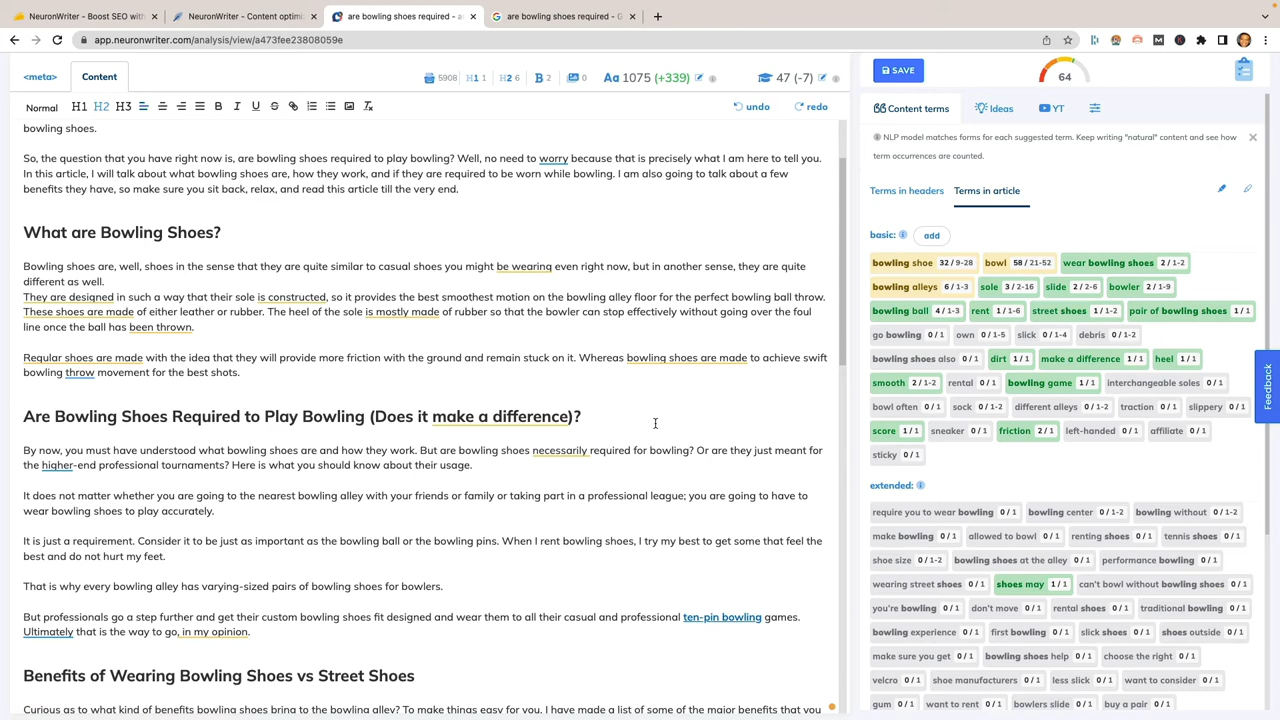 NeuronWriter - Boost SEO with
NeuronWriter - Content optimi
are bowling shoes required - a
are bowling shoes required - G
app.neuronwriter.com/analysis/view/a473fee23808059e
<meta>
Content
5908
H1 1
H2 6
B 2
0
Aa 1075 (+339)
47 (-7)
SAVE
64
Normal
H1 H2 H3
B I U S
undo
redo
Content terms
Ideas
YT
bowling shoes.
So, the question that you have right now is, are bowling shoes required to play bowling? Well, no need to worry because that is precisely what I am here to tell you.
In this article, I will talk about what bowling shoes are, how they work, and if they are required to be worn while bowling. I am also going to talk about a few
benefits they have, so make sure you sit back, relax, and read this article till the very end.
What are Bowling Shoes?
Bowling shoes are, well, shoes in the sense that they are quite similar to casual shoes you might be wearing even right now, but in another sense, they are quite
different as well.
They are designed in such a way that their sole is constructed, so it provides the best smoothest motion on the bowling alley floor for the perfect bowling ball throw.
These shoes are made of either leather or rubber. The heel of the sole is mostly made of rubber so that the bowler can stop effectively without going over the foul
line once the ball has been thrown.
Regular shoes are made with the idea that they will provide more friction with the ground and remain stuck on it. Whereas bowling shoes are made to achieve swift
bowling throw movement for the best shots.
Are Bowling Shoes Required to Play Bowling (Does it make a difference)?
By now, you must have understood what bowling shoes are and how they work. But are bowling shoes necessarily required for bowling? Or are they just meant for
the higher-end professional tournaments? Here is what you should know about their usage.
It does not matter whether you are going to the nearest bowling alley with your friends or family or taking part in a professional league; you are going to have to
wear bowling shoes to play accurately.
It is just a requirement. Consider it to be just as important as the bowling ball or the bowling pins. When I rent bowling shoes, I try my best to get some that feel the
best and do not hurt my feet.
That is why every bowling alley has varying-sized pairs of bowling shoes for bowlers.
But professionals go a step further and get their custom bowling shoes fit designed and wear them to all their casual and professional ten-pin bowling games.
Ultimately that is the way to go, in my opinion.
Benefits of Wearing Bowling Shoes vs Street Shoes
Curious as to what kind of benefits bowling shoes bring to the bowling alley? To make things easy for you, I have made a list of some of the major benefits that you
NLP model matches forms for each suggested term. Keep writing "natural" content and see how
term occurrences are counted.
Terms in headers
Terms in article
basic:
add
bowling shoe 32 / 9-28
bowl 58 / 21-52
wear bowling shoes 2 / 1-2
bowling alleys 6 / 1-3
sole 3 / 2-16
slide 2 / 2-6
bowler 2 / 1-9
bowling ball 4 / 1-3
rent 1 / 1-6
street shoes 1 / 1-2
pair of bowling shoes 1 / 1
go bowling 0 / 1
own 0 / 1-5
slick 0 / 1-4
debris 0 / 1-2
bowling shoes also 0 / 1
dirt 1 / 1
make a difference 1 / 1
heel 1 / 1
smooth 2 / 1-2
rental 0 / 1
bowling game 1 / 1
interchangeable soles 0 / 1
bowl often 0 / 1
sock 0 / 1-2
different alleys 0 / 1-2
traction 0 / 1
slippery 0 / 1
score 1 / 1
sneaker 0 / 1
friction 2 / 1
left-handed 0 / 1
affiliate 0 / 1
sticky 0 / 1
extended:
require you to wear bowling 0 / 1
bowling center 0 / 1-2
bowling without 0 / 1-2
make bowling 0 / 1
allowed to bowl 0 / 1
renting shoes 0 / 1
tennis shoes 0 / 1
shoe size 0 / 1-2
bowling shoes at the alley 0 / 1
performance bowling 0 / 1
wearing street shoes 0 / 1
shoes may 1 / 1
can't bowl without bowling shoes 0 / 1
you're bowling 0 / 1
don't move 0 / 1
rental shoes 0 / 1
traditional bowling 0 / 1
bowling experience 0 / 1
first bowling 0 / 1
slick shoes 0 / 1
shoes outside 0 / 1
make sure you get 0 / 1
bowling shoes help 0 / 1
choose the right 0 / 1
velcro 0 / 1
shoe manufacturers 0 / 1
less slick 0 / 1
want to consider 0 / 1
gum 0 / 1
want to rent 0 / 1
bowlers slide 0 / 1
buy a pair 0 / 1
Feedback